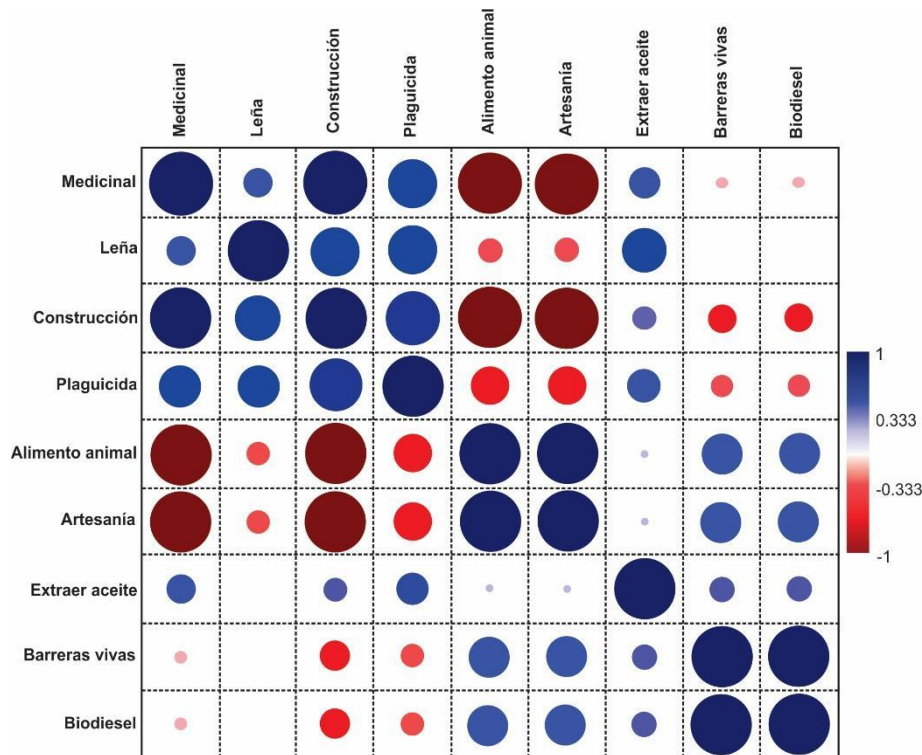 Medicinal
Leña
Construcción
Plaguicida
Alimento animal
Artesanía
Extraer aceite
Barreras vivas
Biodiesel
Medicinal
Leña
Construcción
Plaguicida
Alimento animal
Artesanía
Extraer aceite
Barreras vivas
Biodiesel
1
0.333
-0.333
-1